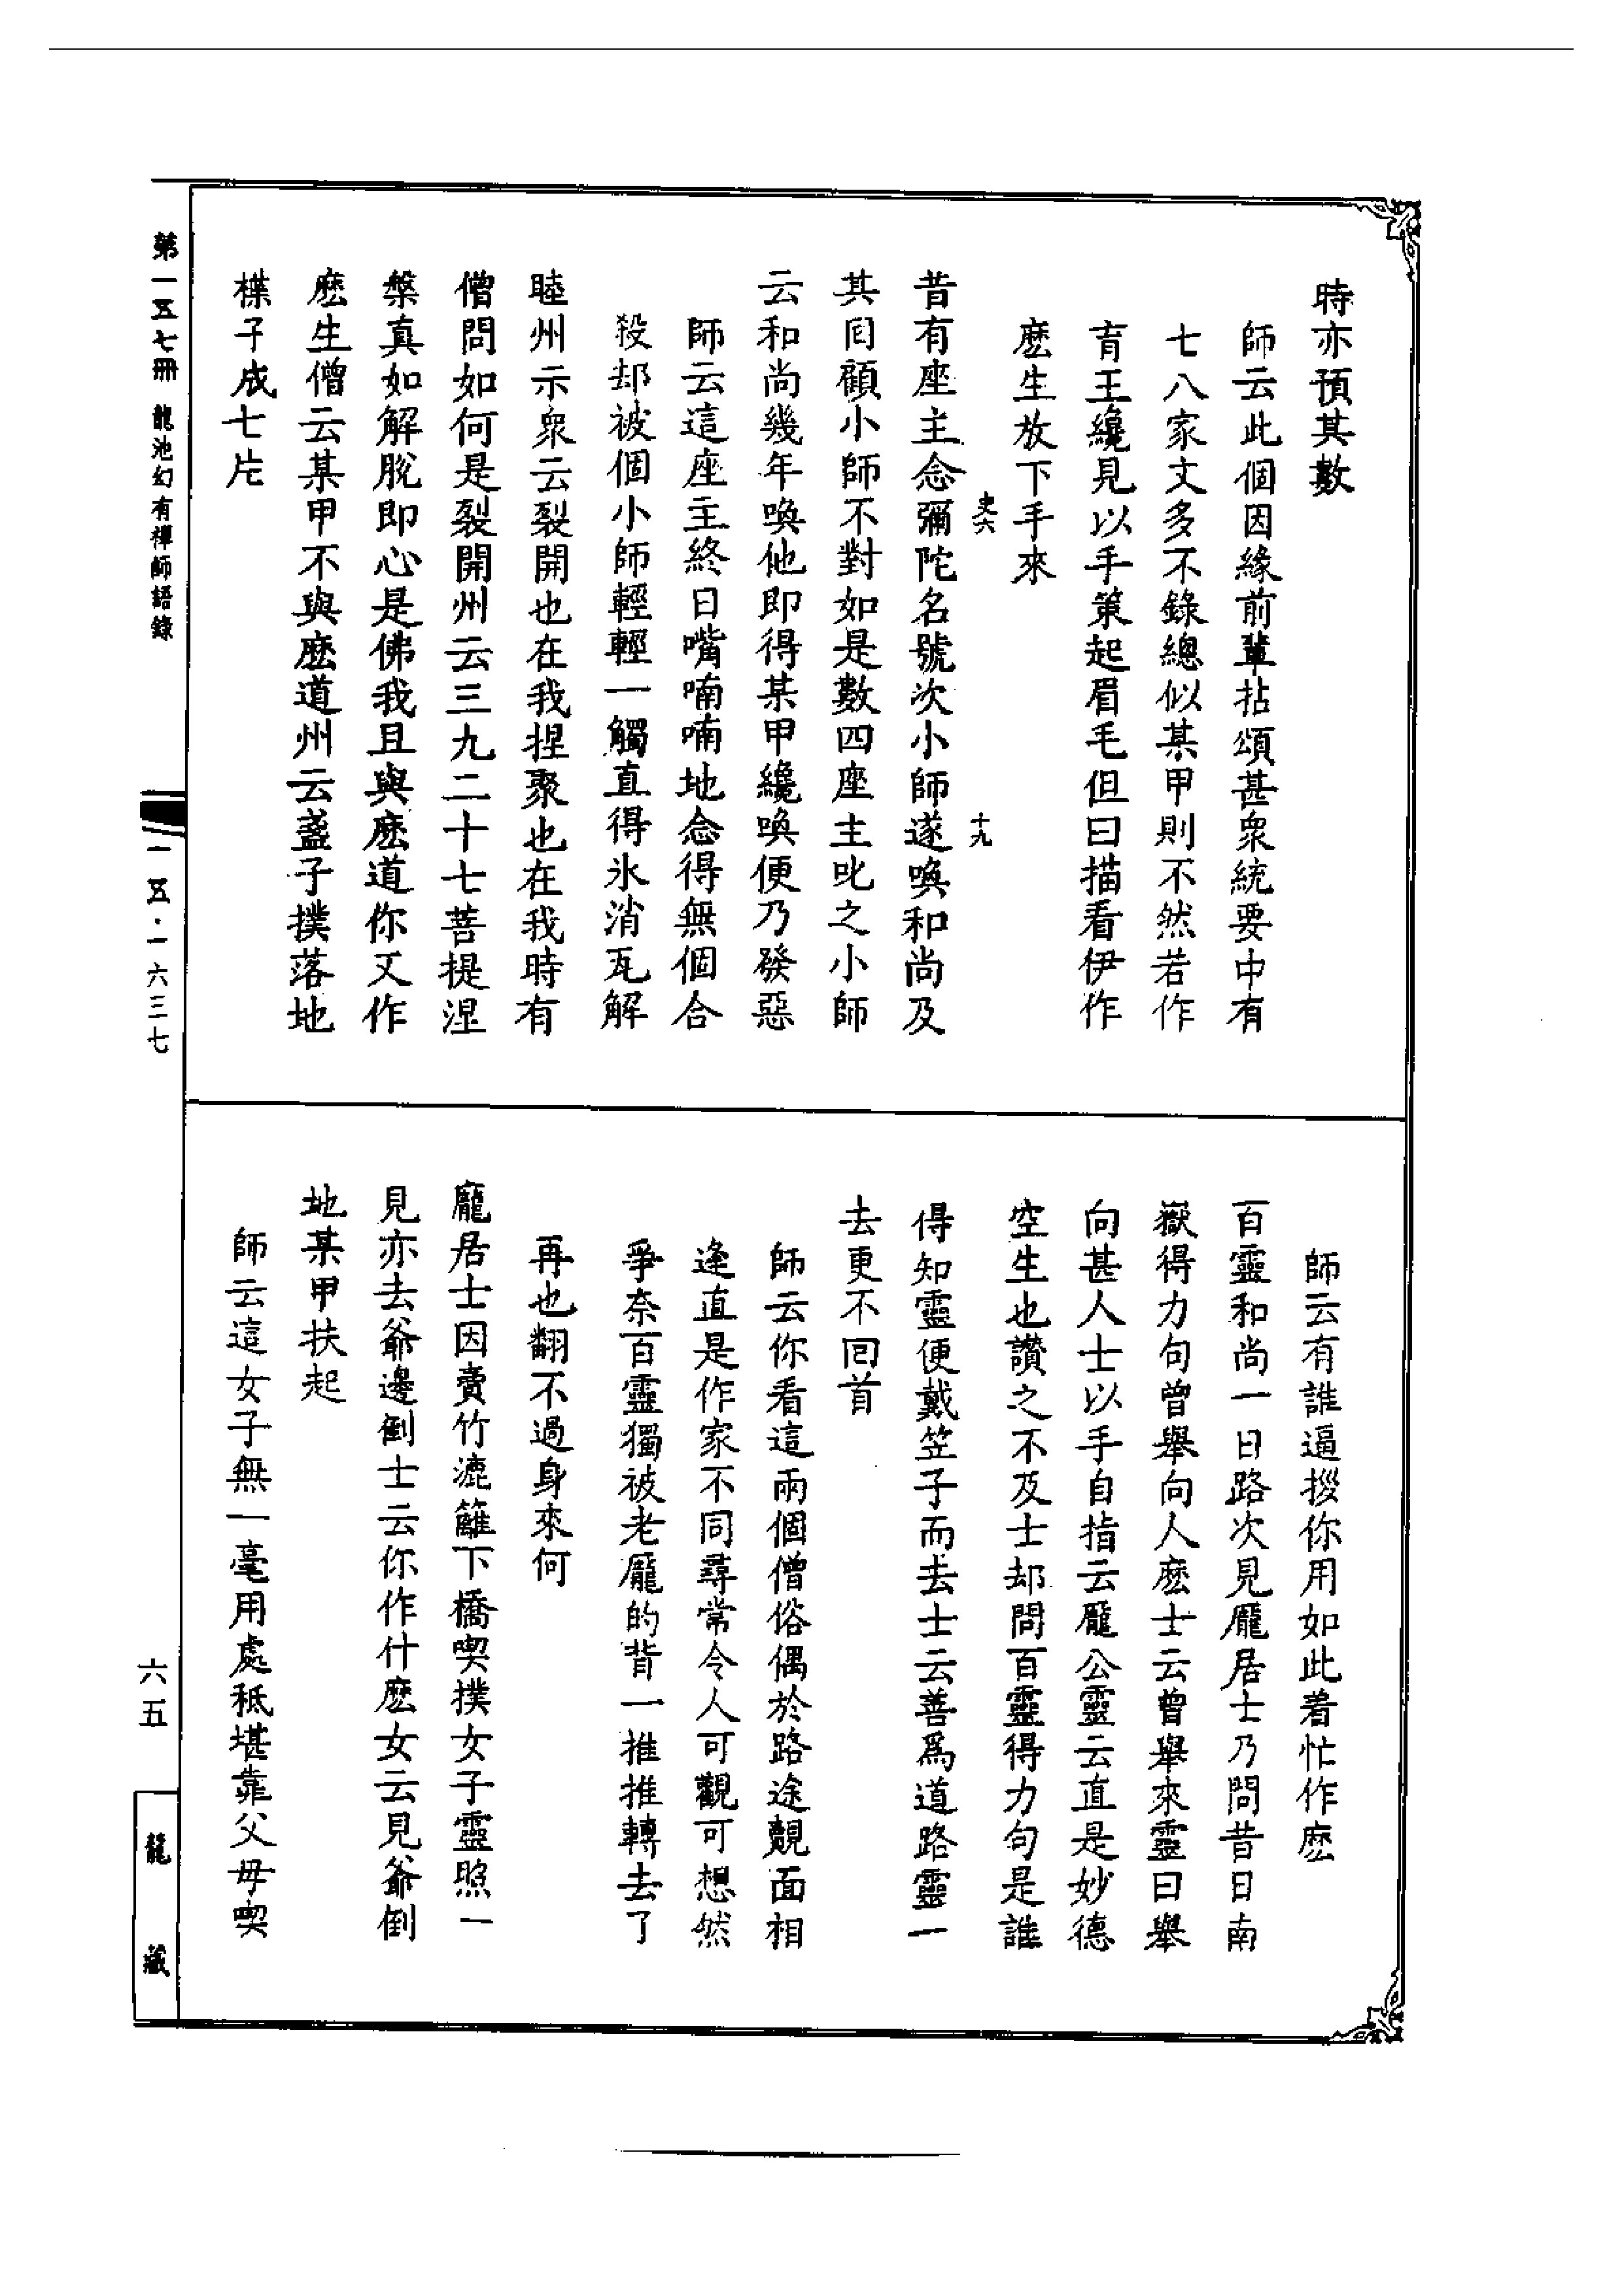 時亦預其數
師云此個因緣前輩拈頌甚衆統要中有
七八家文多不錄總似某甲則不然若作
育王纔見以手策起眉毛但曰描看伊作
麽生放下手來
史六
十九
昔有座主念彌陀名號次小師遂喚和尚及
其回顧小師不對如是數四座主叱之小師
云和尚幾年喚他即得某甲纔喚便乃發惡
師云這座主終日嘴喃喃地念得無個合
殺却被個小師輕輕一觸直得氷消瓦解
睦州示衆云裂開也在我捏聚也在我時有
僧問如何是裂開州云三九二十七菩提涅
槃真如解脫即心是佛我且與麽道你又作
麽生僧云某甲不與麽道州云盞子撲落地
楪子成七片
師云有誰逼拶你用如此着忙作麽
百靈和尚一日路次見龐居士乃問昔日南
嶽得力句曾舉向人麽士云曾舉來靈曰舉
向甚人士以手自指云龐公靈云直是妙德
空生也讚之不及士却問百靈得力句是誰
得知靈便戴笠子而去士云善爲道路靈一
去更不回首
師云你看這兩個僧俗偶於路途覿面相
逢直是作家不同尋常令人可觀可想然
爭奈百靈獨被老龐的背一推推轉去了
再也翻不過身來何
龐居士因賣竹漉籬下橋喫撲女子靈照一
見亦去爺邊倒士云你作什麽女云見爺倒
地某甲扶起
師云這女子無一毫用處秪堪靠父母喫
第一五七冊 龍池幻有禪師語錄
一五·一六三七
六五
龍藏